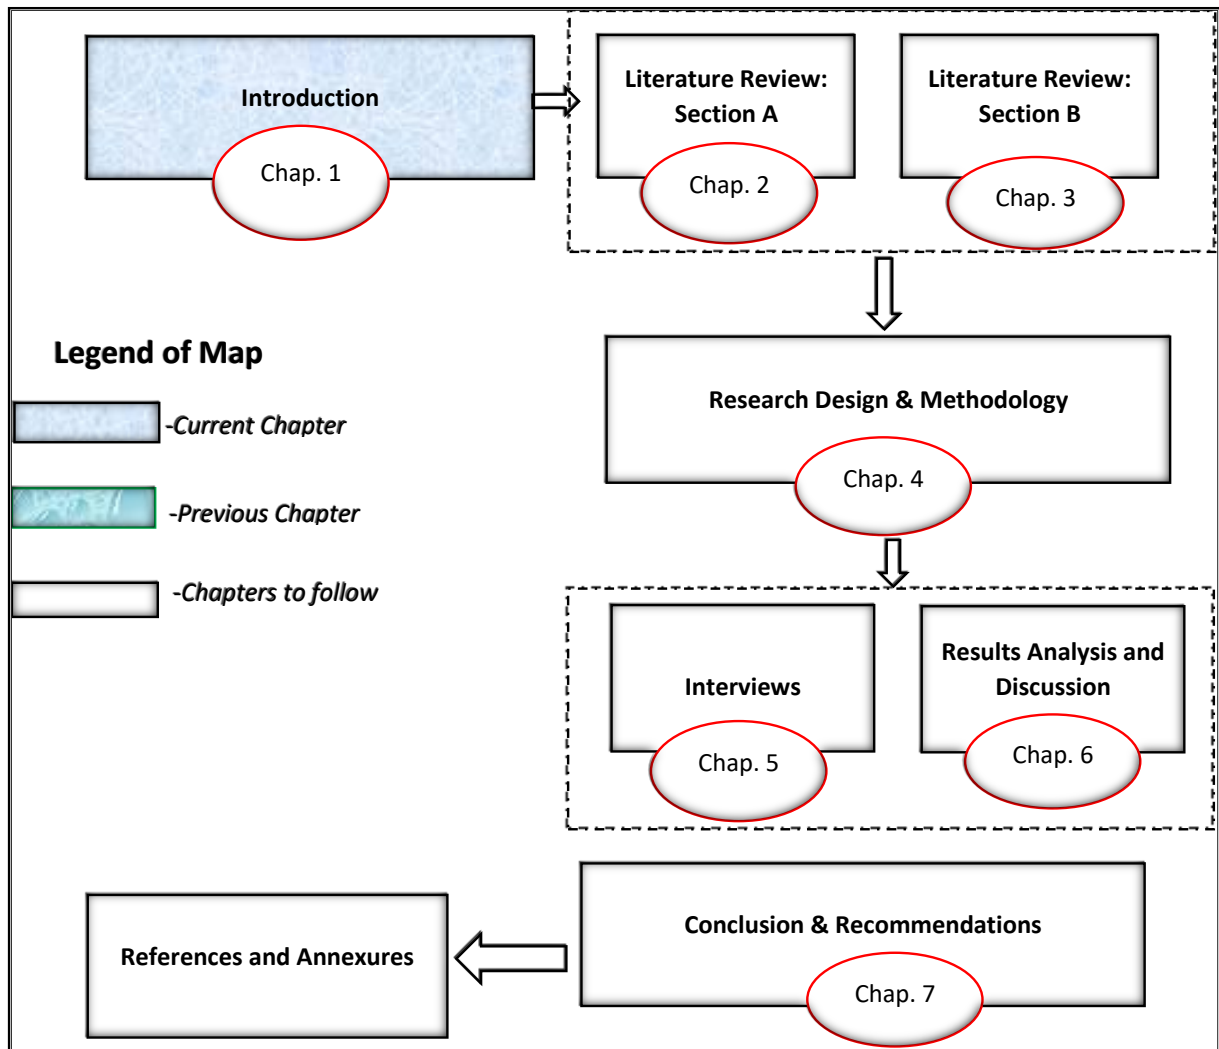 Introduction
Chap. 1
Literature Review:
Section A
Chap. 2
Literature Review:
Section B
Chap. 3
Legend of Map
-Current Chapter
-Previous Chapter
-Chapters to follow
Research Design & Methodology
Chap. 4
Interviews
Chap. 5
Results Analysis and
Discussion
Chap. 6
Conclusion & Recommendations
Chap. 7
References and Annexures